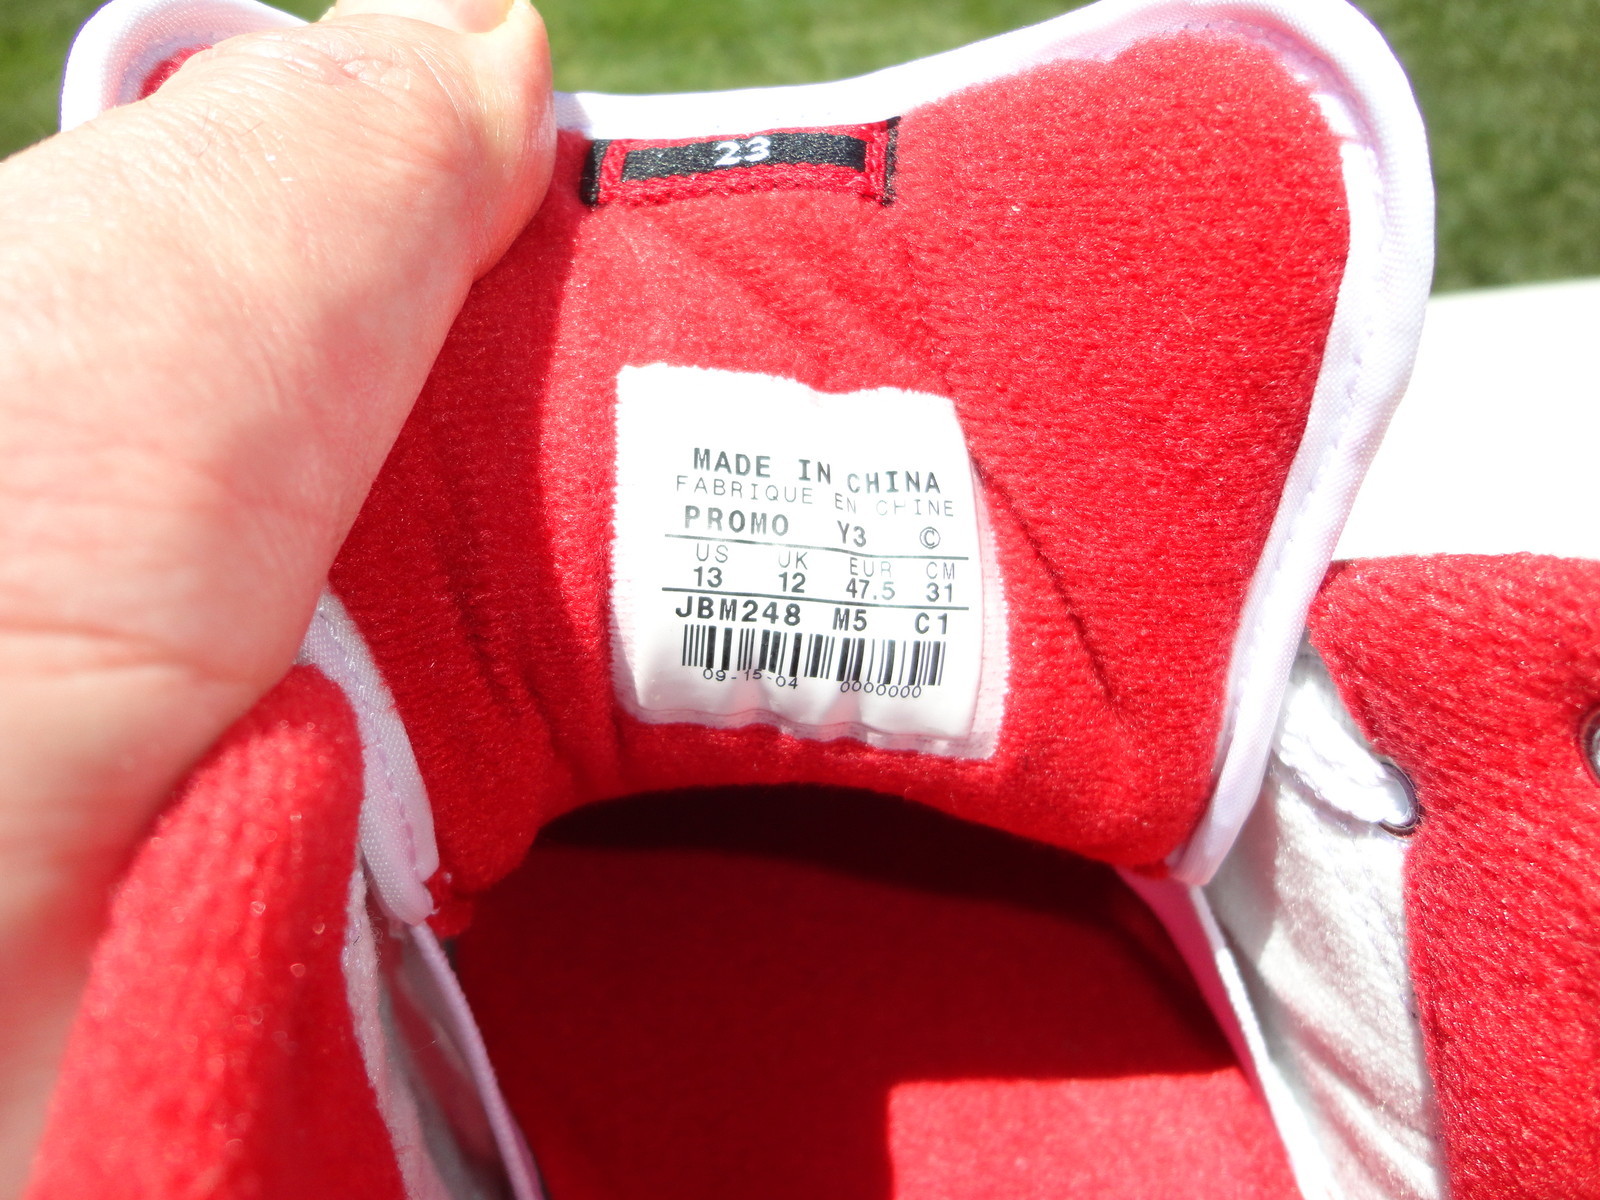 23
MADE IN CHINA
FABRIQUE EN CHINE
PROMO Y3 ©
US UK EUR CM
13 12 47.5 31
JBM248 M5 C1
09-15-04 0000000